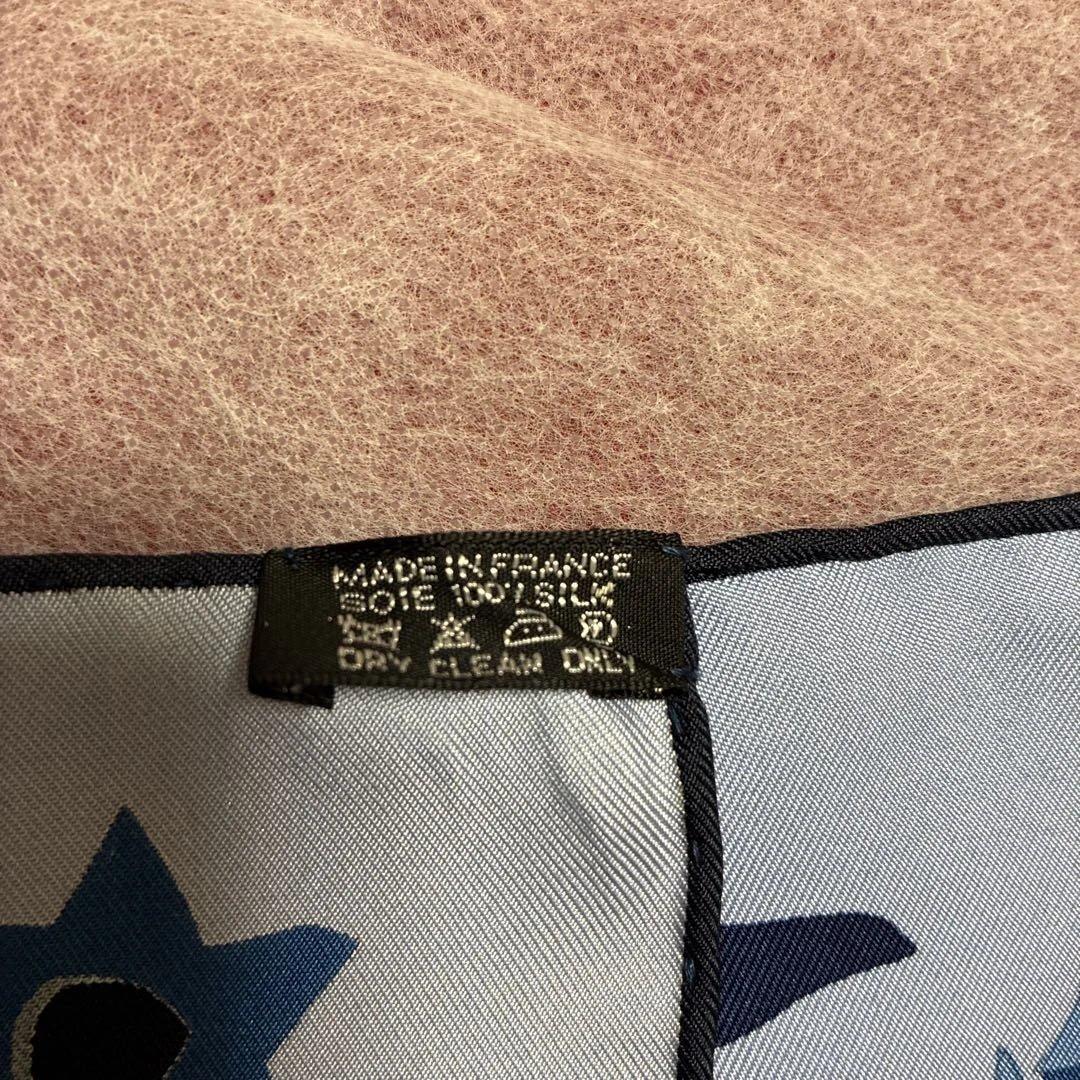 MADE IN FRANCE
SOIE 100% SILK
DRY CLEAN ONLY